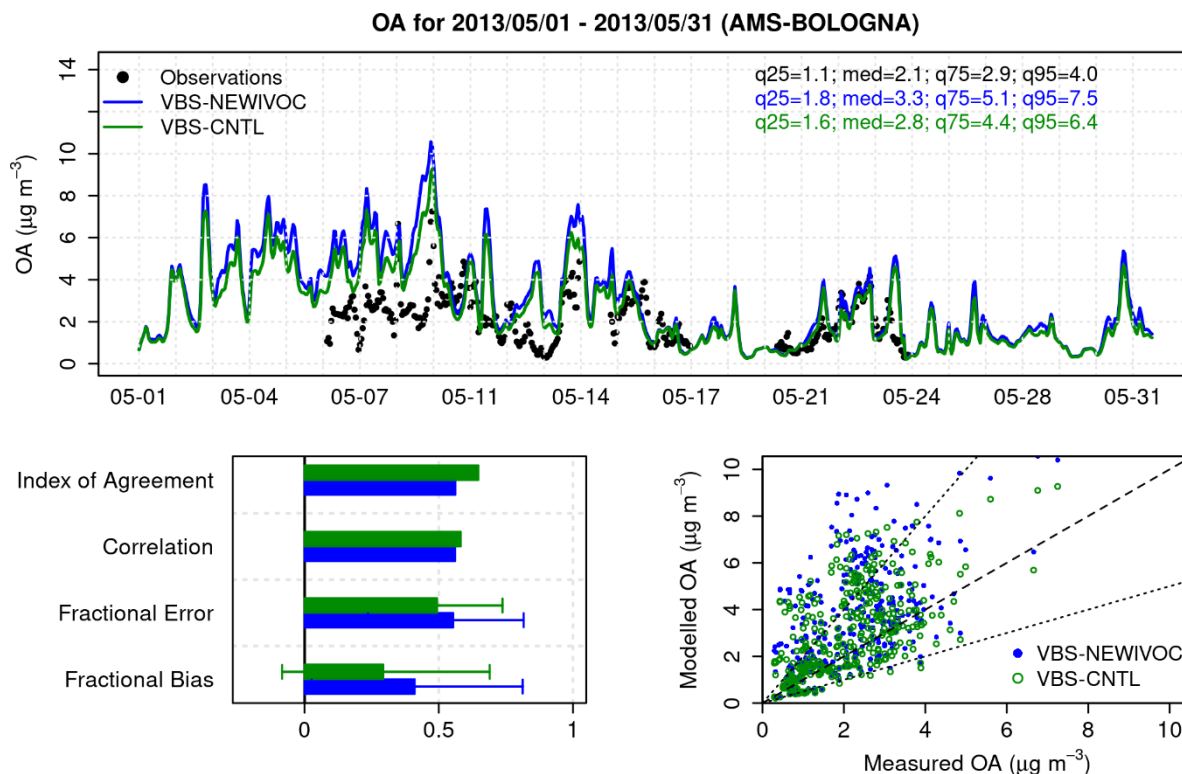 OA for 2013/05/01 - 2013/05/31 (AMS-BOLOGNA)
OA (μg m⁻³)
14
12
10
8
6
4
2
0
Observations
VBS-NEWIVOC
VBS-CNTL
q25=1.1; med=2.1; q75=2.9; q95=4.0
q25=1.8; med=3.3; q75=5.1; q95=7.5
q25=1.6; med=2.8; q75=4.4; q95=6.4
05-01 05-04 05-07 05-11 05-14 05-17 05-21 05-24 05-28 05-31
Index of Agreement
Correlation
Fractional Error
Fractional Bias
0 0.5 1
Modelled OA (μg m⁻³)
10
8
6
4
2
0
VBS-NEWIVOC
VBS-CNTL
0 2 4 6 8 10
Measured OA (μg m⁻³)